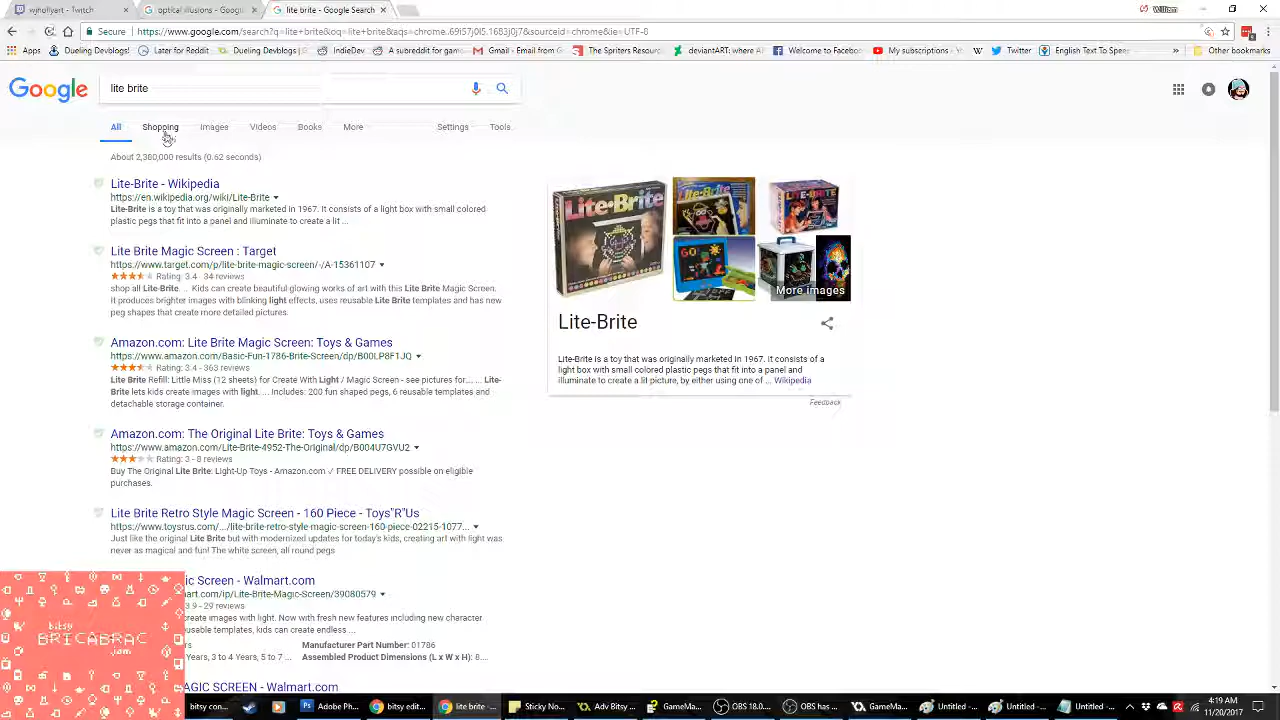 wjhollyart - Twitch
optical illusions - Googl
lite brite - Google Search
William
Secure
https://www.google.com/search?q=lite+brite&oq=lite+brite&aqs=chrome..69i57j0l5.1683j0j7&sourceid=chrome&ie=UTF-8
Apps
Dueling Deviblogs!
Later for Reddit
Dueling Deviblogs!
IndieDev
A subreddit for gam
Gmail - Email from G
The Spriters Resourc
deviantART: where AI
Welcome to Facebo
My subscriptions - Y
W
Twitter
English Text To Spee
Other bookmarks
Google
lite brite
All
Shopping
Images
Videos
Books
More
Settings
Tools
About 2,380,000 results (0.62 seconds)
Lite-Brite - Wikipedia
https://en.wikipedia.org/wiki/Lite-Brite
Lite-Brite is a toy that was originally marketed in 1967. It consists of a light box with small colored
plastic pegs that fit into a panel and illuminate to create a lit ...
Lite Brite Magic Screen : Target
https://www.target.com/p/lite-brite-magic-screen/-/A-15361107
Rating: 3.4 - 34 reviews
shop all Lite-Brite. ... Kids can create beautiful glowing works of art with this Lite Brite Magic Screen.
It produces brighter images with blinking light effects, uses reusable Lite Brite templates and has new
peg shapes that create more detailed pictures.
Amazon.com: Lite Brite Magic Screen: Toys & Games
https://www.amazon.com/Basic-Fun-1786-Brite-Screen/dp/B00LP8F1JQ
Rating: 3.4 - 363 reviews
Lite Brite Refill: Little Miss (12 sheets) for Create With Light / Magic Screen - see pictures for,... ... Lite-
Brite lets kids create images with light. ... Includes: 200 fun shaped pegs, 6 reusable templates and
detachable storage container.
Amazon.com: The Original Lite Brite: Toys & Games
https://www.amazon.com/Lite-Brite-4952-The-Original/dp/B004U7GVU2
Rating: 3 - 8 reviews
Buy The Original Lite Brite: Light-Up Toys - Amazon.com ✓ FREE DELIVERY possible on eligible
purchases.
Lite Brite Retro Style Magic Screen - 160 Piece - Toys"R"Us
https://www.toysrus.com/.../lite-brite-retro-style-magic-screen-160-piece-02215-1077...
Just like the original Lite Brite but with modernized updates for today's kids, creating art with light was
never as magical and fun! The white screen, all round pegs
ic Screen - Walmart.com
art.com/ip/Lite-Brite-Magic-Screen/39080579
3.9 - 29 reviews
create images with light. Now with fresh new features including new character
usable templates, kids can create endless ...
Manufacturer Part Number: 01786
Years, 3 to 4 Years, 5 to 7 ...
Assembled Product Dimensions (L x W x H): 8....
AGIC SCREEN - Walmart.com
Lite-Brite
Lite-Brite
LITE-BRITE
GO
More images
Lite-Brite
Lite-Brite is a toy that was originally marketed in 1967. It consists of a
light box with small colored plastic pegs that fit into a panel and
illuminate to create a lit picture, by either using one of ... Wikipedia
Feedback
bitsy
BRICABRAC
jam
bitsy con...
Adobe Ph...
bitsy edit...
lite brite - ...
Sticky No...
Adv Bitsy ...
GameMa...
OBS 18.0....
OBS has ...
GameMa...
Untitled - ...
Untitled - ...
Untitled - ...
4:19 AM
11/20/2017